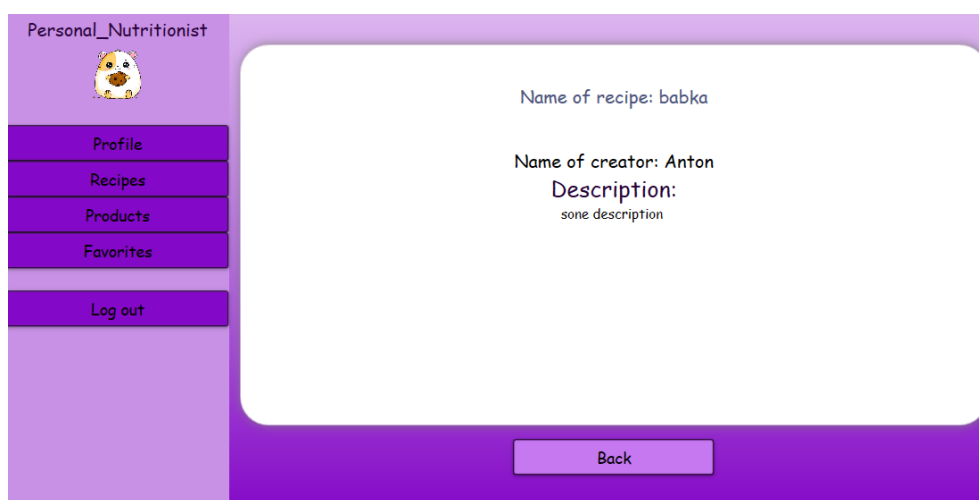 Personal_Nutritionist
Profile
Recipes
Products
Favorites
Log out
Name of recipe: babka
Name of creator: Anton
Description:
sone description
Back